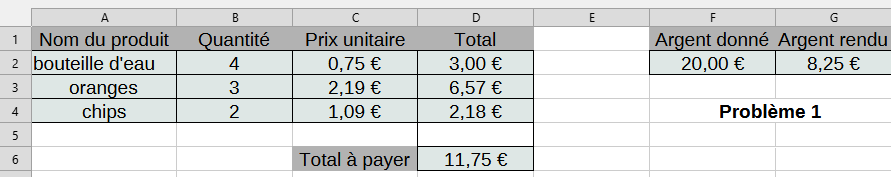 A B C D E F G
1 Nom du produit Quantité Prix unitaire Total Argent donné Argent rendu
2 bouteille d'eau 4 0,75 € 3,00 € 20,00 € 8,25 €
3 oranges 3 2,19 € 6,57 €
4 chips 2 1,09 € 2,18 € Problème 1
5
6 Total à payer 11,75 €